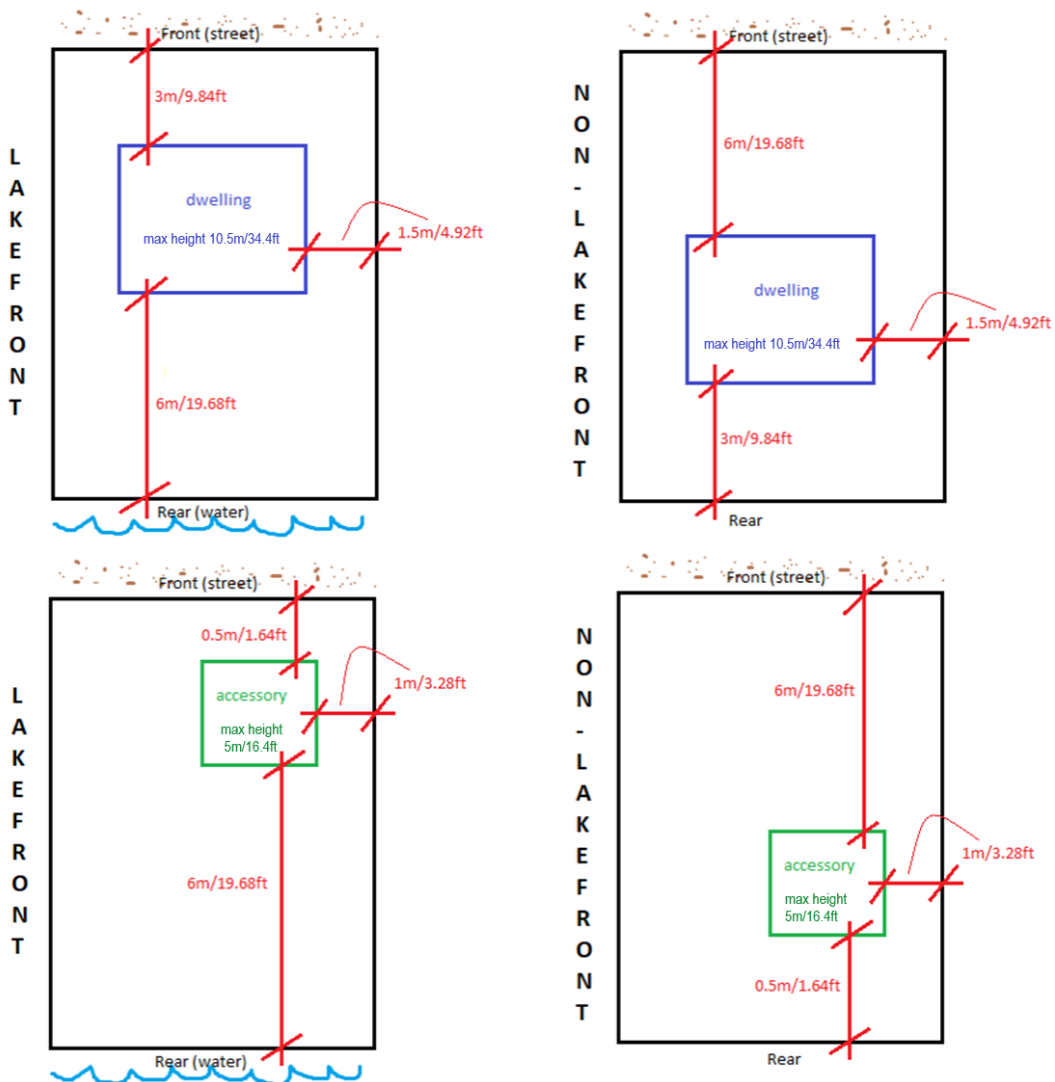 LAKEFRONT
Front (street)
3m/9.84ft
dwelling
max height 10.5m/34.4ft
1.5m/4.92ft
6m/19.68ft
Rear (water)
NON-LAKEFRONT
Front (street)
6m/19.68ft
dwelling
max height 10.5m/34.4ft
1.5m/4.92ft
3m/9.84ft
Rear
LAKEFRONT
Front (street)
0.5m/1.64ft
accessory
max height
5m/16.4ft
1m/3.28ft
6m/19.68ft
Rear (water)
NON-LAKEFRONT
Front (street)
6m/19.68ft
accessory
max height
5m/16.4ft
1m/3.28ft
0.5m/1.64ft
Rear